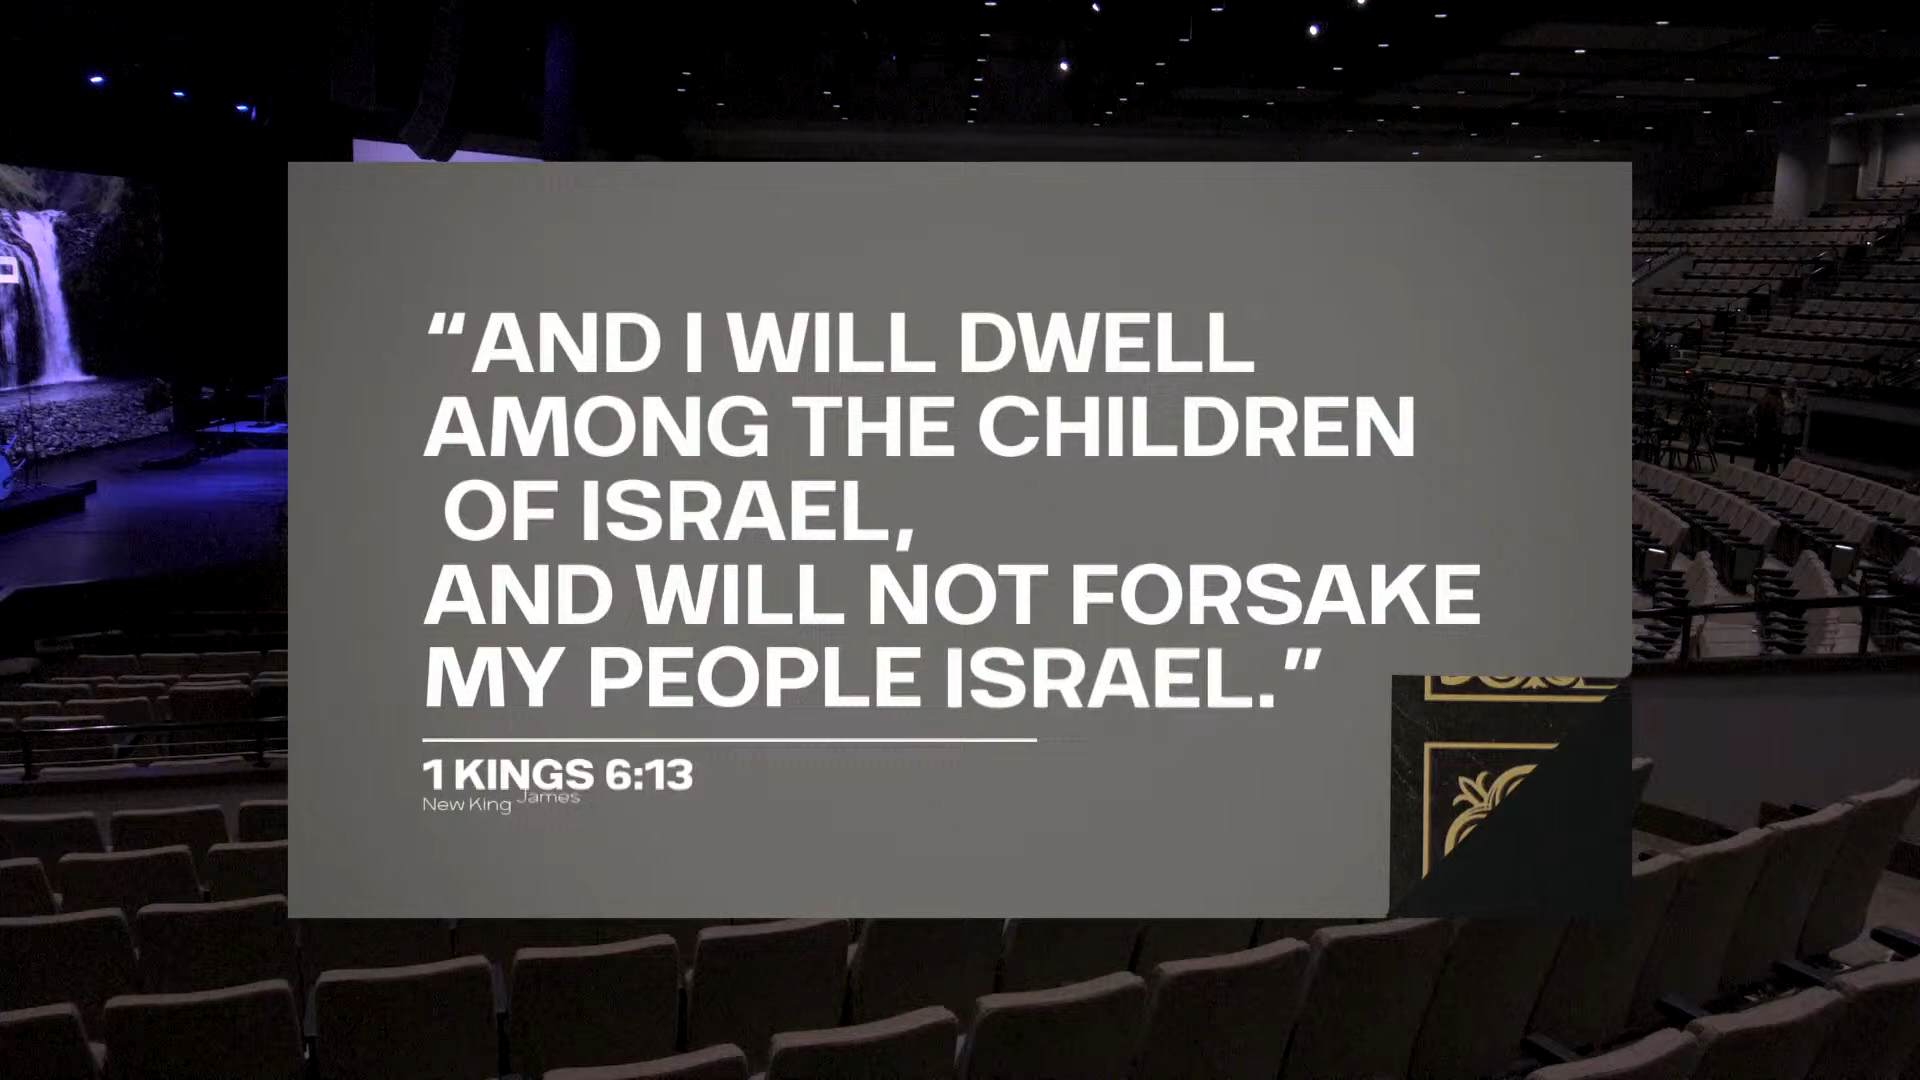 “AND I WILL DWELL
AMONG THE CHILDREN
OF ISRAEL,
AND WILL NOT FORSAKE
MY PEOPLE ISRAEL.”
1 KINGS 6:13
New King James